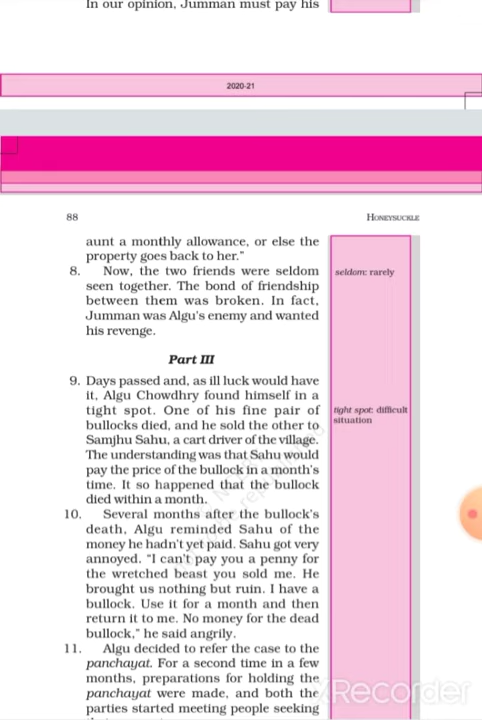 In our opinion, Jumman must pay his
2020-21
88
HONEYSUCKLE
aunt a monthly allowance, or else the
property goes back to her."
8. Now, the two friends were seldom
seen together. The bond of friendship
between them was broken. In fact,
Jumman was Algu's enemy and wanted
his revenge.
seldom: rarely
Part III
9. Days passed and, as ill luck would have
it, Algu Chowdhry found himself in a
tight spot. One of his fine pair of
bullocks died, and he sold the other to
Samjhu Sahu, a cart driver of the village.
The understanding was that Sahu would
pay the price of the bullock in a month's
time. It so happened that the bullock
died within a month.
tight spot: difficult
situation
10. Several months after the bullock's
death, Algu reminded Sahu of the
money he hadn't yet paid. Sahu got very
annoyed. "I can't pay you a penny for
the wretched beast you sold me. He
brought us nothing but ruin. I have a
bullock. Use it for a month and then
return it to me. No money for the dead
bullock," he said angrily.
11. Algu decided to refer the case to the
panchayat. For a second time in a few
months, preparations for holding the
panchayat were made, and both the
parties started meeting people seeking
Recorder